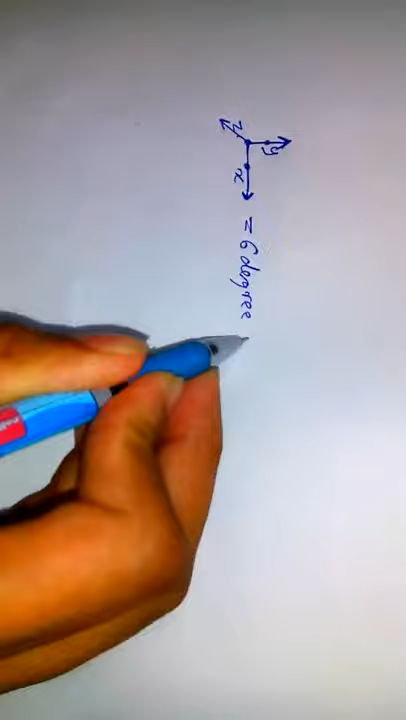 z
y
x = 6 degree